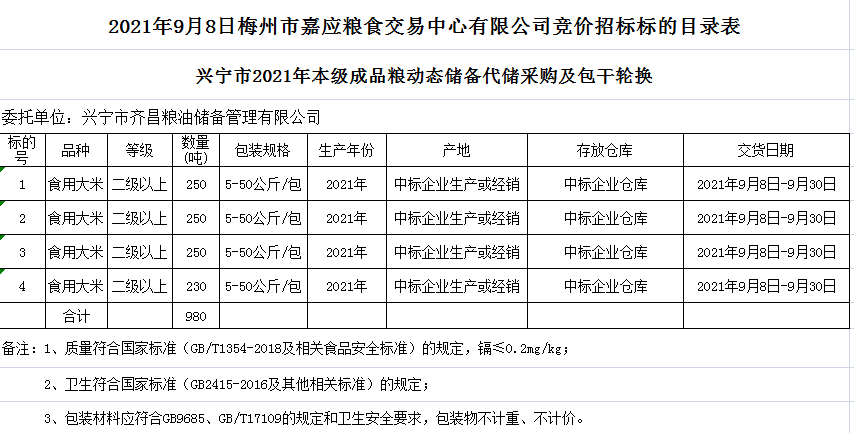 2021年9月8日梅州市嘉应粮食交易中心有限公司竞价招标标的目录表
兴宁市2021年本级成品粮动态储备代储采购及包干轮换
委托单位：兴宁市齐昌粮油储备管理有限公司
标的号 品种 等级 数量(吨) 包装规格 生产年份 产地 存放仓库 交货日期
1 食用大米 二级以上 250 5-50公斤/包 2021年 中标企业生产或经销 中标企业仓库 2021年9月8日-9月30日
2 食用大米 二级以上 250 5-50公斤/包 2021年 中标企业生产或经销 中标企业仓库 2021年9月8日-9月30日
3 食用大米 二级以上 250 5-50公斤/包 2021年 中标企业生产或经销 中标企业仓库 2021年9月8日-9月30日
4 食用大米 二级以上 230 5-50公斤/包 2021年 中标企业生产或经销 中标企业仓库 2021年9月8日-9月30日
合计 980
备注：1、质量符合国家标准（GB/T1354-2018及相关食品安全标准）的规定，镉≤0.2mg/kg；
2、卫生符合国家标准（GB2415-2016及其他相关标准）的规定；
3、包装材料应符合GB9685、GB/T17109的规定和卫生安全要求，包装物不计重、不计价。